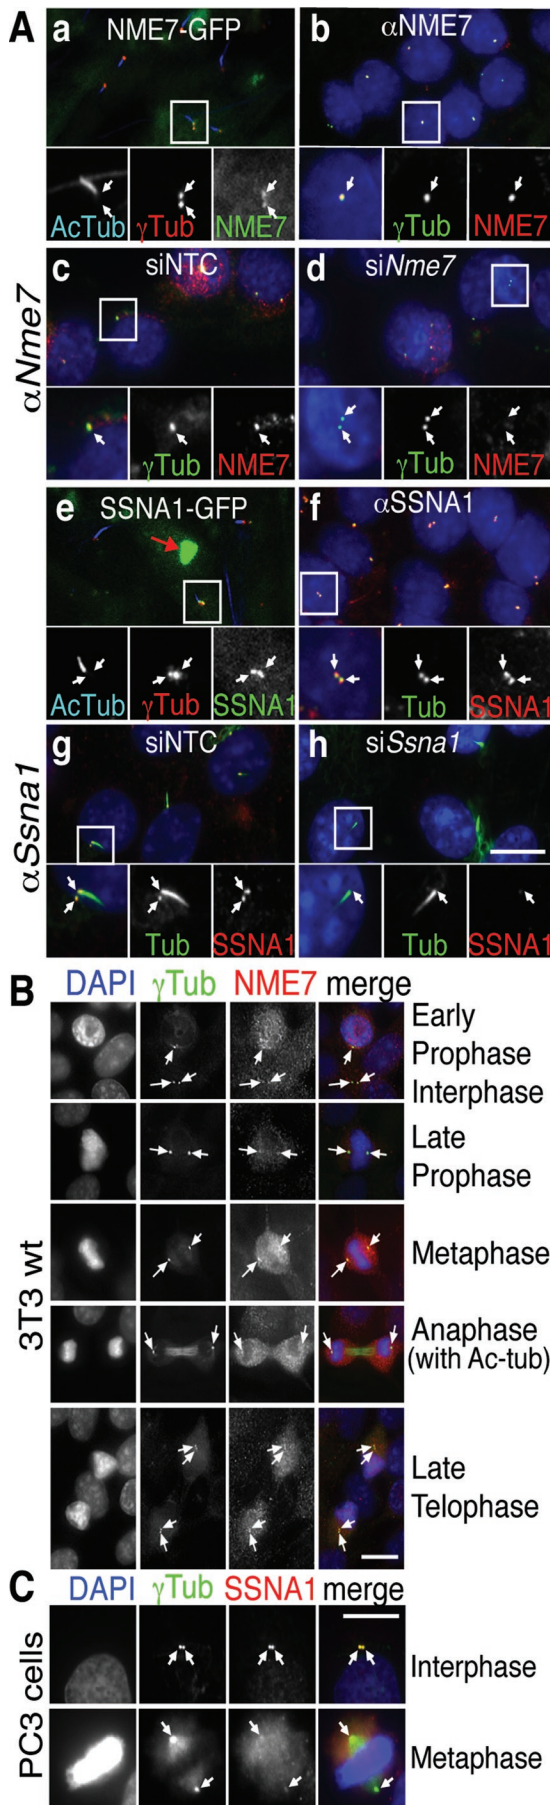 A
a NME7-GFP
b αNME7
AcTub γTub NME7
γTub NME7
αNme7
c siNTC
d siNme7
γTub NME7
γTub NME7
e SSNA1-GFP
f αSSNA1
AcTub γTub SSNA1
Tub SSNA1
αSsna1
g siNTC
h siSsna1
Tub SSNA1
Tub SSNA1
B
DAPI γTub NME7 merge
3T3 wt
Early
Prophase
Interphase
Late
Prophase
Metaphase
Anaphase
(with Ac-tub)
Late
Telophase
C
DAPI γTub SSNA1 merge
PC3 cells
Interphase
Metaphase